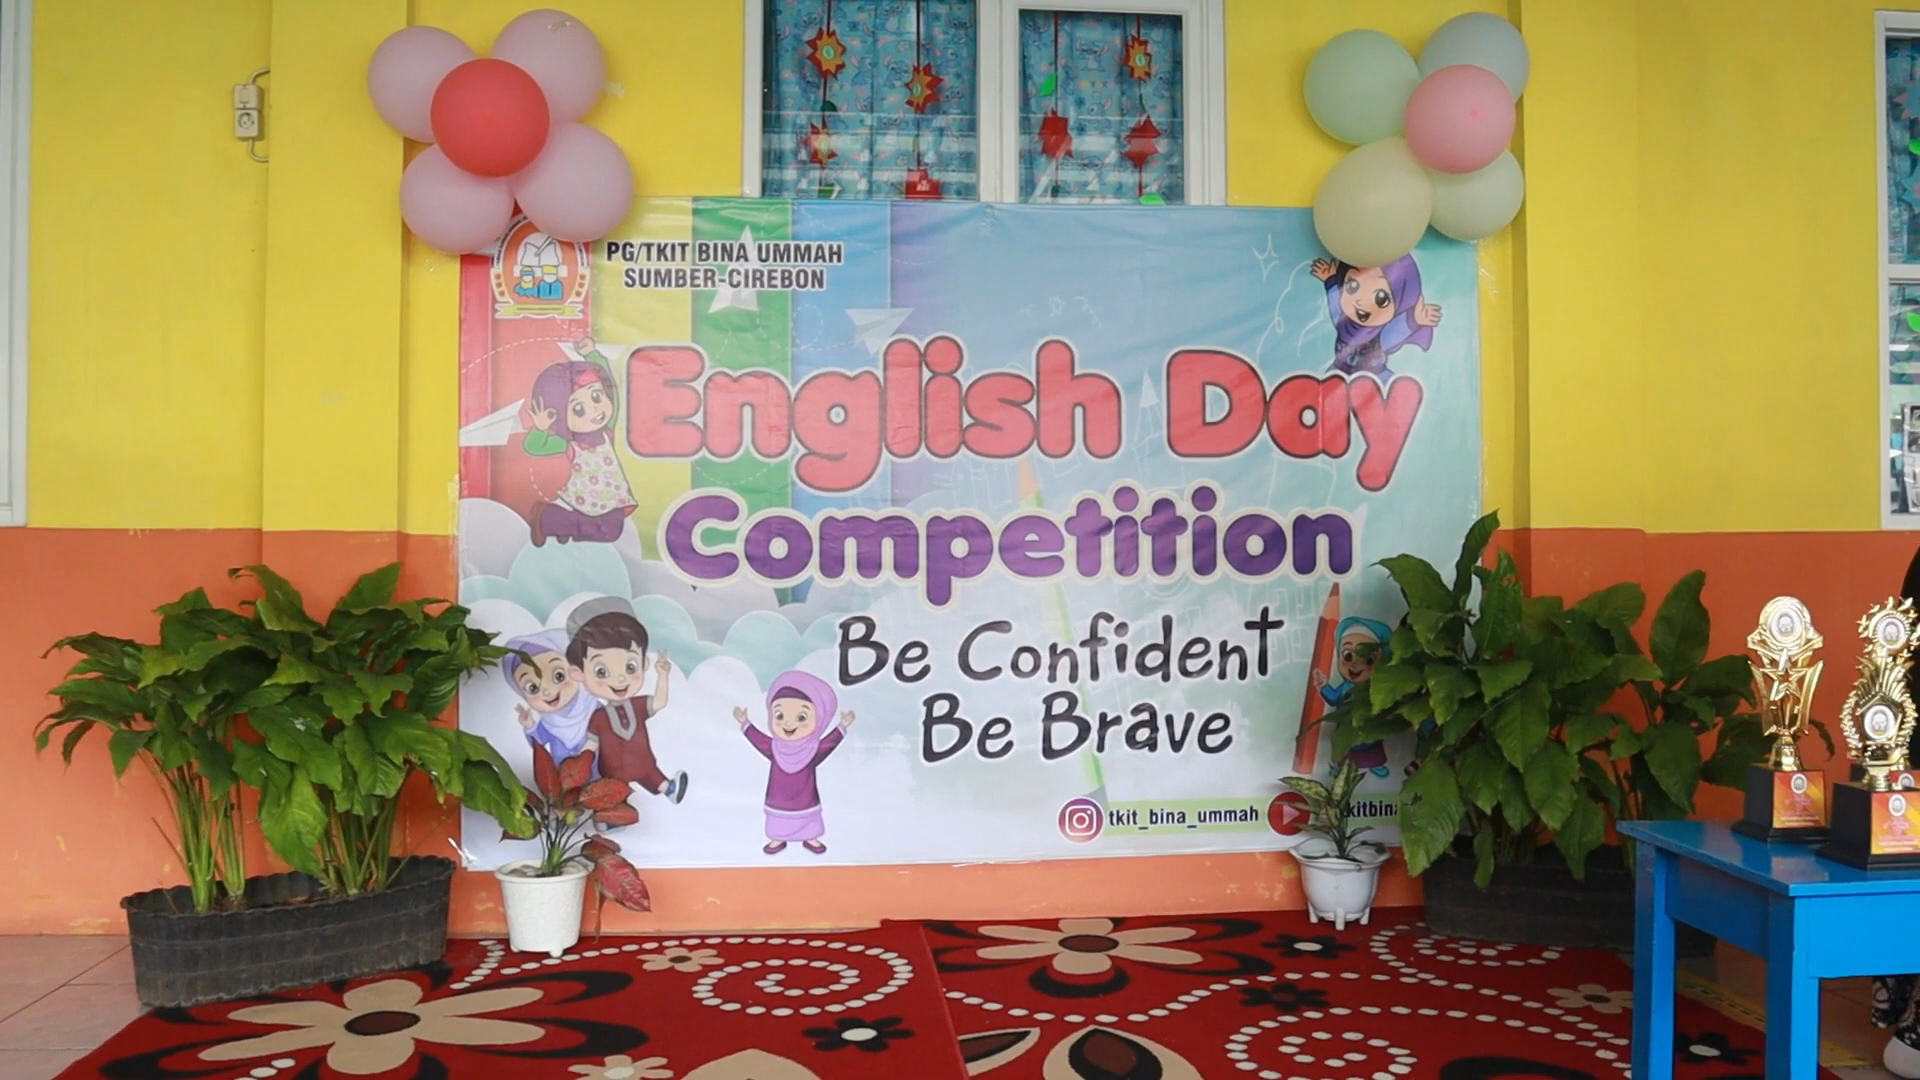 PG/TKIT BINA UMMAH
SUMBER-CIREBON
English Day
Competition
Be Confident
Be Brave
tkit_bina_ummah